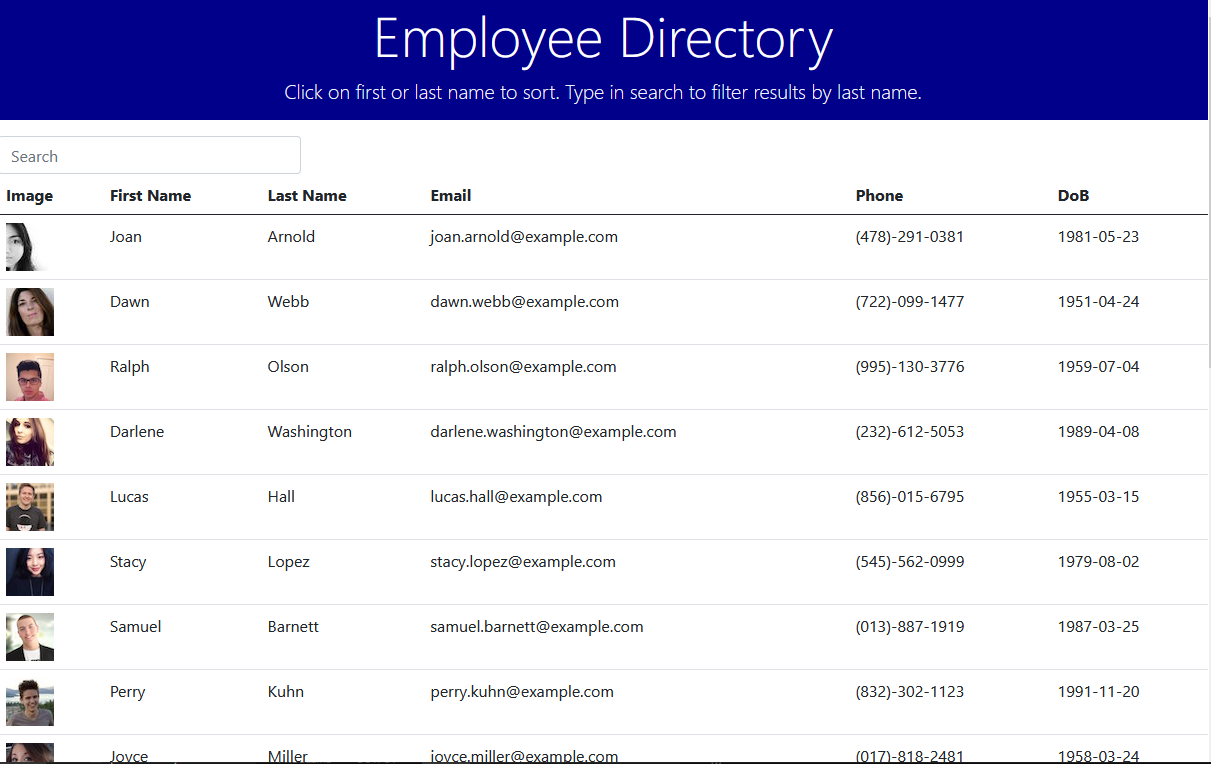 Employee Directory
Click on first or last name to sort. Type in search to filter results by last name.
Search
Image First Name Last Name Email Phone DoB
Joan Arnold joan.arnold@example.com (478)-291-0381 1981-05-23
Dawn Webb dawn.webb@example.com (722)-099-1477 1951-04-24
Ralph Olson ralph.olson@example.com (995)-130-3776 1959-07-04
Darlene Washington darlene.washington@example.com (232)-612-5053 1989-04-08
Lucas Hall lucas.hall@example.com (856)-015-6795 1955-03-15
Stacy Lopez stacy.lopez@example.com (545)-562-0999 1979-08-02
Samuel Barnett samuel.barnett@example.com (013)-887-1919 1987-03-25
Perry Kuhn perry.kuhn@example.com (832)-302-1123 1991-11-20
Joyce Miller joyce.miller@example.com (017)-818-2481 1958-03-24